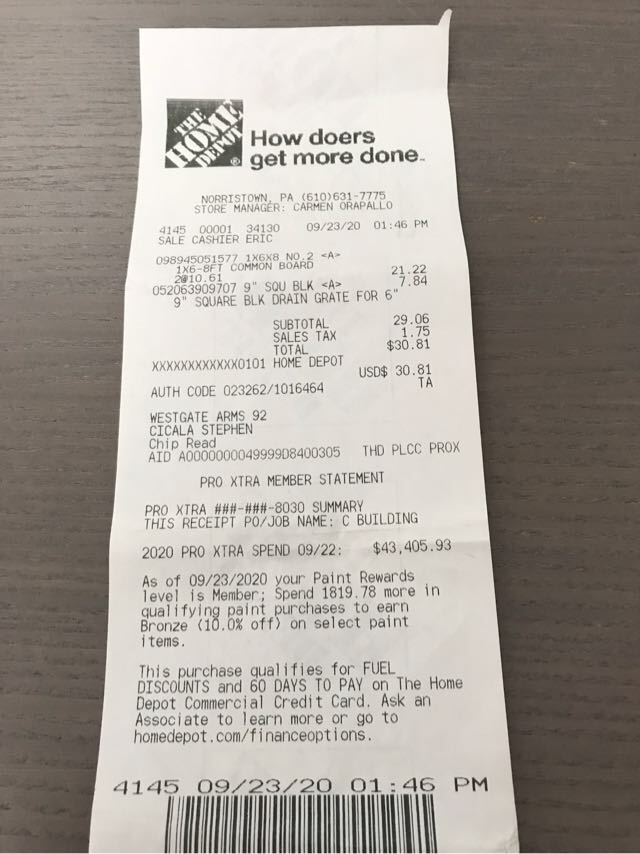 THE
HOME
DEPOT
®
How doers
get more done™
NORRISTOWN, PA (610)631-7775
STORE MANAGER: CARMEN ORAPALLO
4145 00001 34130 09/23/20 01:46 PM
SALE CASHIER ERIC
098945051577 1X6X8 NO.2 <A>
1X6-8FT COMMON BOARD
2@10.61 21.22
052063909707 9" SQU BLK <A> 7.84
9" SQUARE BLK DRAIN GRATE FOR 6"
SUBTOTAL 29.06
SALES TAX 1.75
TOTAL $30.81
XXXXXXXXXXXX0101 HOME DEPOT
USD$ 30.81
AUTH CODE 023262/1016464 TA
WESTGATE ARMS 92
CICALA STEPHEN
Chip Read
AID A0000000049999D8400305 THD PLCC PROX
PRO XTRA MEMBER STATEMENT
PRO XTRA ###-###-8030 SUMMARY
THIS RECEIPT PO/JOB NAME: C BUILDING
2020 PRO XTRA SPEND 09/22: $43,405.93
As of 09/23/2020 your Paint Rewards
level is Member; Spend 1819.78 more in
qualifying paint purchases to earn
Bronze (10.0% off) on select paint
items.
This purchase qualifies for FUEL
DISCOUNTS and 60 DAYS TO PAY on The Home
Depot Commercial Credit Card. Ask an
Associate to learn more or go to
homedepot.com/financeoptions.
4145 09/23/20 01:46 PM